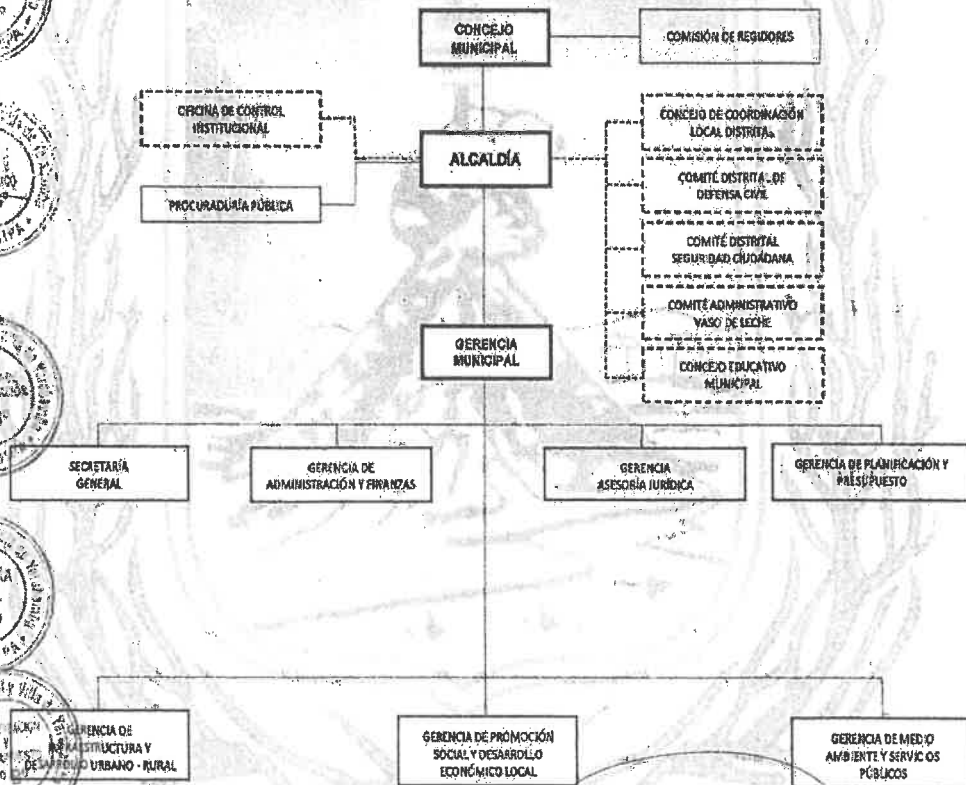 CONCEJO
MUNICIPAL
COMISIÓN DE REGIDORES
OFICINA DE CONTROL
INSTITUCIONAL
CONCEJO DE COORDINACIÓN
LOCAL DISTRITAL
ALCALDÍA
COMITÉ DISTRITAL DE
DEFENSA CIVIL
PROCURADURÍA PÚBLICA
COMITÉ DISTRITAL
SEGURIDAD CIUDADANA
COMITÉ ADMINISTRATIVO
VASO DE LECHE
GERENCIA
MUNICIPAL
CONCEJO EDUCATIVO
MUNICIPAL
SECRETARÍA
GENERAL
GERENCIA DE
ADMINISTRACIÓN Y FINANZAS
GERENCIA
ASESORÍA JURÍDICA
GERENCIA DE PLANIFICACIÓN Y
PRESUPUESTO
GERENCIA DE
INFRAESTRUCTURA Y
DESARROLLO URBANO - RURAL
GERENCIA DE PROMOCIÓN
SOCIAL Y DESARROLLO
ECONÓMICO LOCAL
GERENCIA DE MEDIO
AMBIENTE Y SERVICIOS
PÚBLICOS